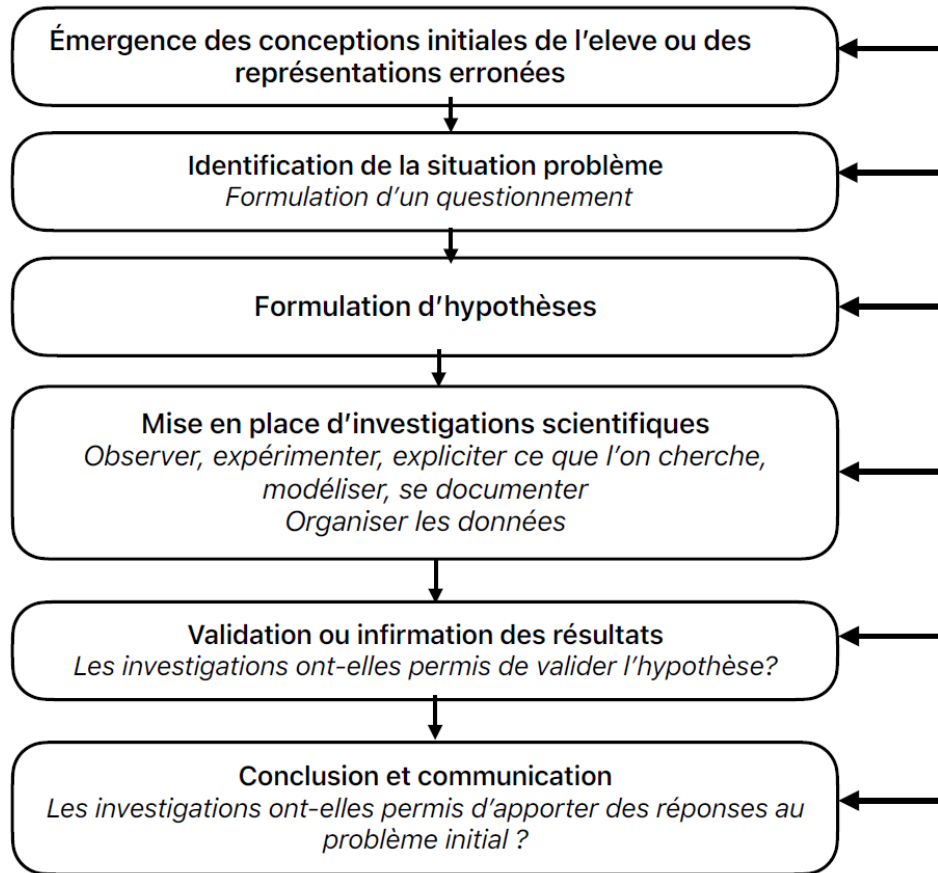 Émergence des conceptions initiales de l’eleve ou des
représentations erronées
Identification de la situation problème
Formulation d’un questionnement
Formulation d’hypothèses
Mise en place d’investigations scientifiques
Observer, expérimenter, expliciter ce que l’on cherche,
modéliser, se documenter
Organiser les données
Validation ou infirmation des résultats
Les investigations ont-elles permis de valider l’hypothèse?
Conclusion et communication
Les investigations ont-elles permis d’apporter des réponses au
problème initial ?